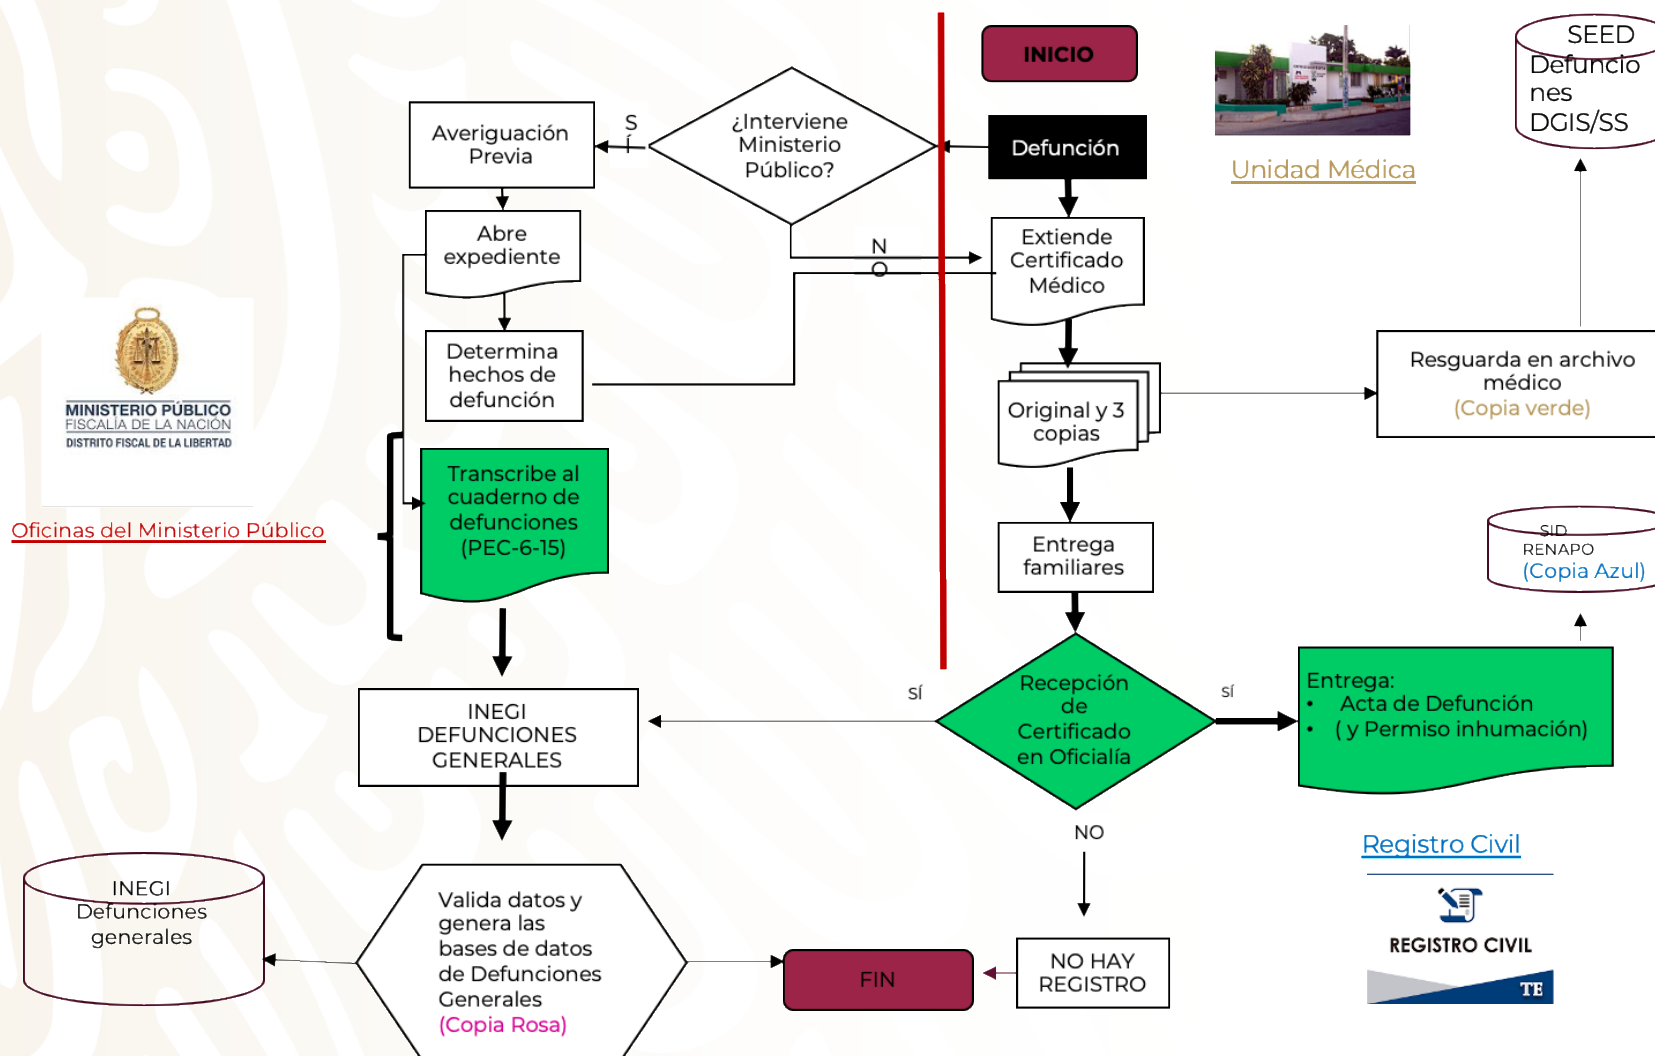 INICIO
SEED
Defuncio
nes
DGIS/SS
¿Interviene
Ministerio
Público?
SÍ
Averiguación
Previa
Defunción
Unidad Médica
Abre
expediente
NO
Extiende
Certificado
Médico
Determina
hechos de
defunción
Original y 3
copias
Resguarda en archivo
médico
(Copia verde)
MINISTERIO PÚBLICO
FISCALÍA DE LA NACIÓN
DISTRITO FISCAL DE LA LIBERTAD
Oficinas del Ministerio Público
Transcribe al
cuaderno de
defunciones
(PEC-6-15)
Entrega
familiares
SID
RENAPO
(Copia Azul)
INEGI
DEFUNCIONES
GENERALES
SÍ
Recepción
de
Certificado
en Oficialía
SÍ
Entrega:
• Acta de Defunción
• ( y Permiso inhumación)
NO
Registro Civil
INEGI
Defunciones
generales
Valida datos y
genera las
bases de datos
de Defunciones
Generales
(Copia Rosa)
FIN
NO HAY
REGISTRO
REGISTRO CIVIL
TE